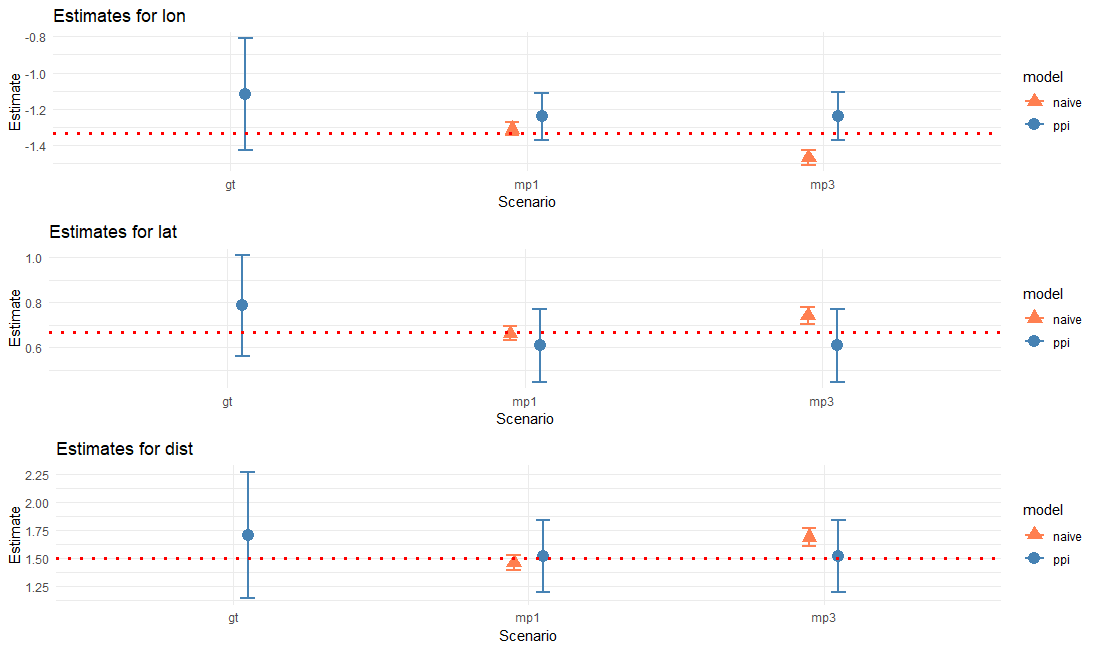 Estimates for lon
-0.8
-1.0
-1.2
-1.4
Estimate
gt
mp1
mp3
Scenario
model
naive
ppi
Estimates for lat
1.0
0.8
0.6
Estimate
gt
mp1
mp3
Scenario
model
naive
ppi
Estimates for dist
2.25
2.00
1.75
1.50
1.25
Estimate
gt
mp1
mp3
Scenario
model
naive
ppi